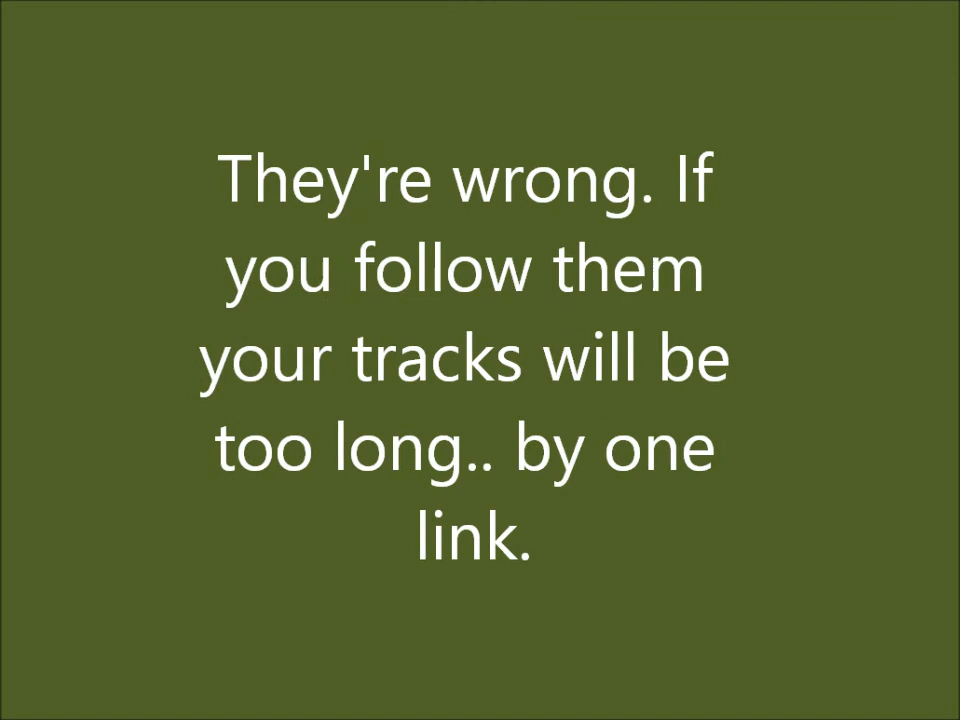 They're wrong. If
you follow them
your tracks will be
too long.. by one
link.